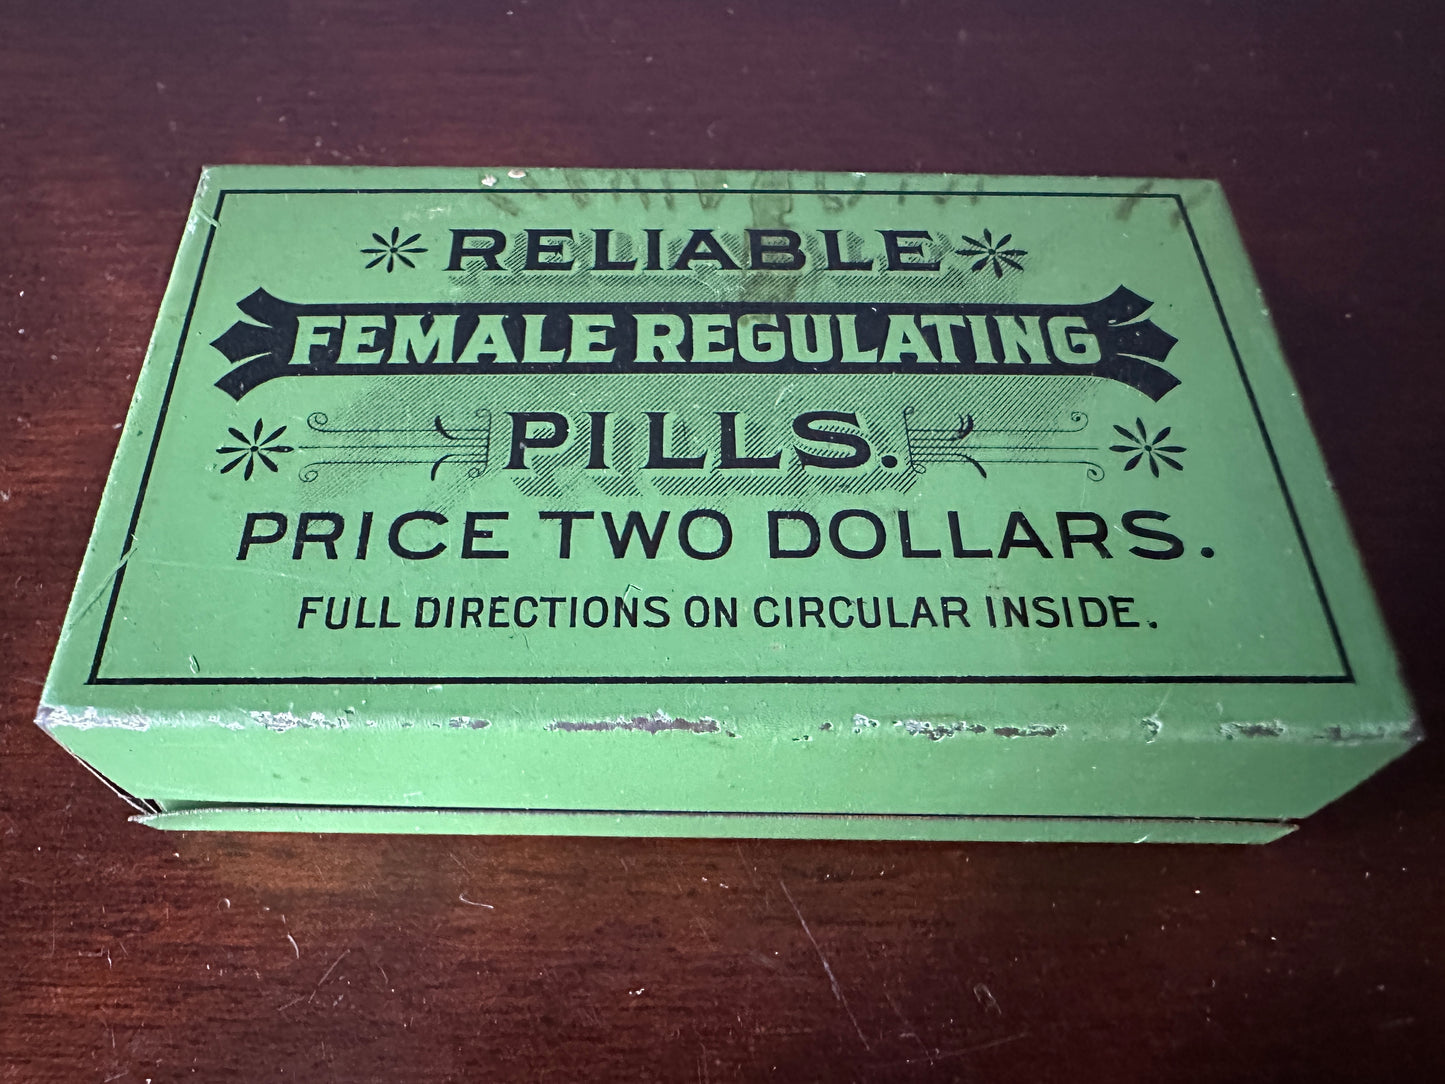 RELIABLE
FEMALE REGULATING
PILLS.
PRICE TWO DOLLARS.
FULL DIRECTIONS ON CIRCULAR INSIDE.